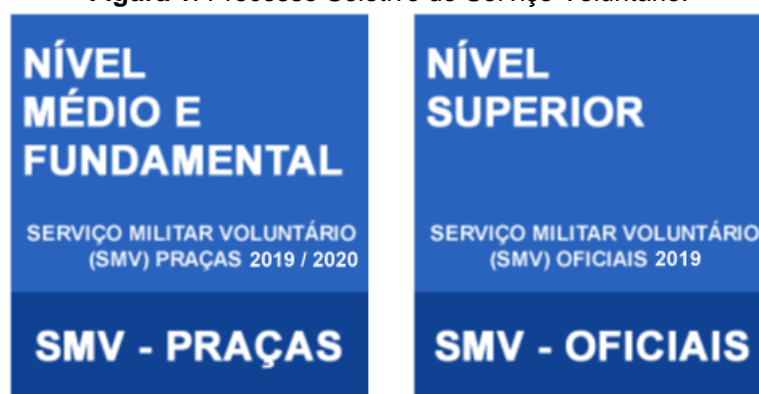 NÍVEL
MÉDIO E
FUNDAMENTAL
SERVIÇO MILITAR VOLUNTÁRIO
(SMV) PRAÇAS 2019 / 2020
SMV - PRAÇAS
NÍVEL
SUPERIOR
SERVIÇO MILITAR VOLUNTÁRIO
(SMV) OFICIAIS 2019
SMV - OFICIAIS